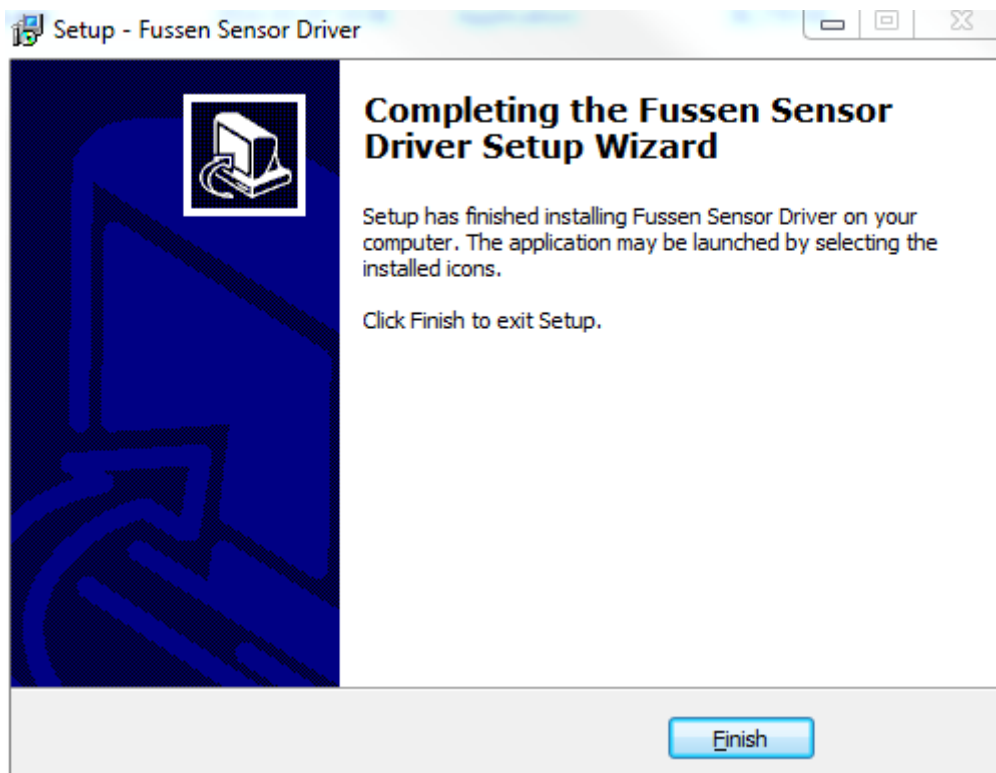 Setup - Fussen Sensor Driver
Completing the Fussen Sensor
Driver Setup Wizard
Setup has finished installing Fussen Sensor Driver on your
computer. The application may be launched by selecting the
installed icons.
Click Finish to exit Setup.
Finish